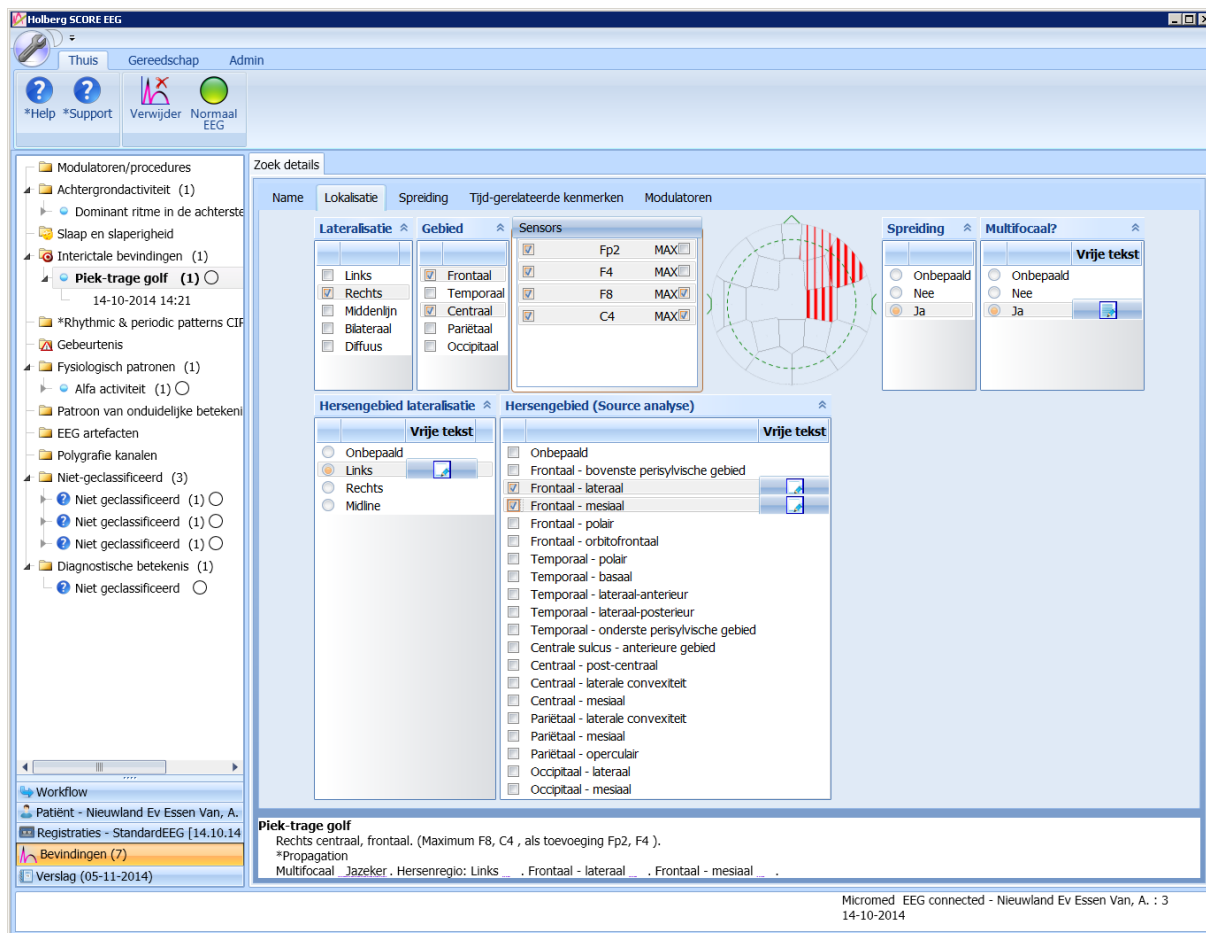 Holberg SCORE EEG
Thuis Gereedschap Admin
*Help *Support Verwijder Normaal EEG
Modulatoren/procedures
Achtergrondactiviteit (1)
Dominant ritme in de achterste
Slaap en slaperigheid
Interictale bevindingen (1)
Piek-trage golf (1)
14-10-2014 14:21
*Rhythmic & periodic patterns CIF
Gebeurtenis
Fysiologisch patronen (1)
Alfa activiteit (1)
Patroon van onduidelijke betekeni
EEG artefacten
Polygrafie kanalen
Niet-geclassificeerd (3)
Niet geclassificeerd (1)
Niet geclassificeerd (1)
Niet geclassificeerd (1)
Diagnostische betekenis (1)
Niet geclassificeerd
Workflow
Patiënt - Nieuwland Ev Essen Van, A.
Registraties - StandardEEG [14.10.14
Bevindingen (7)
Verslag (05-11-2014)
Zoek details
Name Lokalisatie Spreiding Tijd-gerelateerde kenmerken Modulatoren
Lateralisatie
Links
Rechts
Middenlijn
Bilateraal
Diffuus
Gebied
Frontaal
Temporaal
Centraal
Pariëtaal
Occipitaal
Sensors
Fp2 MAX
F4 MAX
F8 MAX
C4 MAX
Spreiding
Onbepaald
Nee
Ja
Multifocaal?
Vrije tekst
Onbepaald
Nee
Ja
Hersengebied lateralisatie
Vrije tekst
Onbepaald
Links
Rechts
Midline
Hersengebied (Source analyse)
Vrije tekst
Onbepaald
Frontaal - bovenste perisylvische gebied
Frontaal - lateraal
Frontaal - mesiaal
Frontaal - polair
Frontaal - orbitofrontaal
Temporaal - polair
Temporaal - basaal
Temporaal - lateraal-anterieur
Temporaal - lateraal-posterieur
Temporaal - onderste perisylvische gebied
Centrale sulcus - anterieure gebied
Centraal - post-centraal
Centraal - laterale convexiteit
Centraal - mesiaal
Pariëtaal - laterale convexiteit
Pariëtaal - mesiaal
Pariëtaal - operculair
Occipitaal - lateraal
Occipitaal - mesiaal
Piek-trage golf
Rechts centraal, frontaal. (Maximum F8, C4 , als toevoeging Fp2, F4 ).
*Propagation
Multifocaal _Jazeker . Hersenregio: Links _ . Frontaal - lateraal _ . Frontaal - mesiaal _ .
Micromed EEG connected - Nieuwland Ev Essen Van, A. : 3
14-10-2014